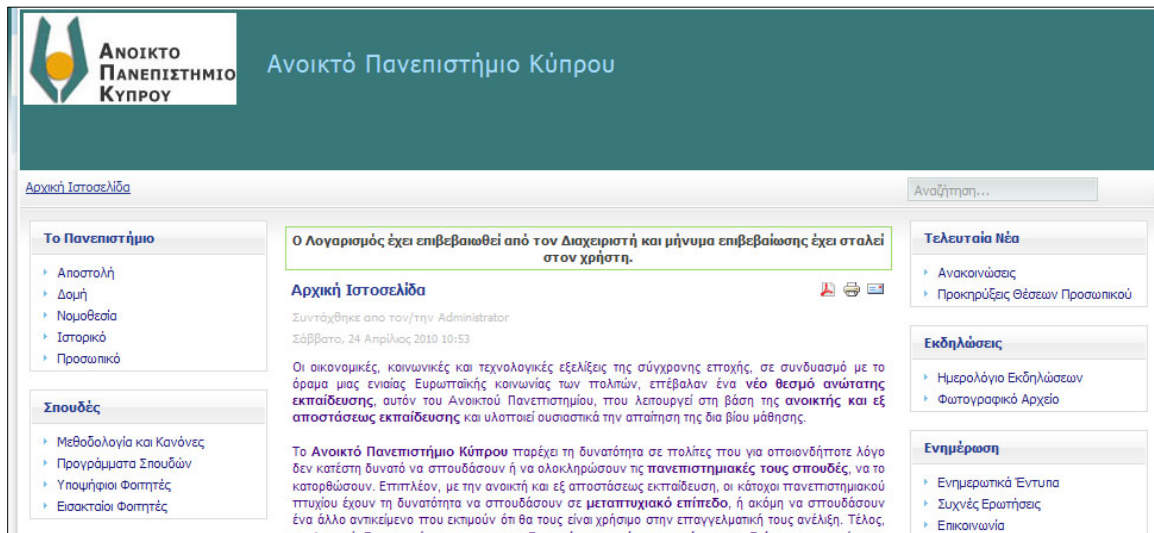 ΑΝΟΙΚΤΟ
ΠΑΝΕΠΙΣΤΗΜΙΟ
ΚΥΠΡΟΥ
Ανοικτό Πανεπιστήμιο Κύπρου
Αρχική Ιστοσελίδα
Αναζήτηση...
Το Πανεπιστήμιο
Αποστολή
Δομή
Νομοθεσία
Ιστορικό
Προσωπικό
Σπουδές
Μεθοδολογία και Κανόνες
Προγράμματα Σπουδών
Υποψήφιοι Φοιτητές
Εισακταίοι Φοιτητές
Ο Λογαρισμός έχει επιβεβαιωθεί από τον Διαχειριστή και μήνυμα επιβεβαίωσης έχει σταλεί
στον χρήστη.
Αρχική Ιστοσελίδα
Συντάχθηκε απο τον/την Administrator
Σάββατο, 24 Απρίλιος 2010 10:53
Οι οικονομικές, κοινωνικές και τεχνολογικές εξελίξεις της σύγχρονης εποχής, σε συνδυασμό με το
όραμα μιας ενιαίας Ευρωπαϊκής κοινωνίας των πολιτών, επέβαλαν ένα νέο θεσμό ανώτατης
εκπαίδευσης, αυτόν του Ανοικτού Πανεπιστημίου, που λειτουργεί στη βάση της ανοικτής και εξ
αποστάσεως εκπαίδευσης και υλοποιεί ουσιαστικά την απαίτηση της δια βίου μάθησης.
Το Ανοικτό Πανεπιστήμιο Κύπρου παρέχει τη δυνατότητα σε πολίτες που για οποιονδήποτε λόγο
δεν κατέστη δυνατό να σπουδάσουν ή να ολοκληρώσουν τις πανεπιστημιακές τους σπουδές, να το
κατορθώσουν. Επιπλέον, με την ανοικτή και εξ αποστάσεως εκπαίδευση, οι κάτοχοι πανεπιστημιακού
πτυχίου έχουν τη δυνατότητα να σπουδάσουν σε μεταπτυχιακό επίπεδο, ή ακόμη να σπουδάσουν
ένα άλλο αντικείμενο που εκτιμούν ότι θα τους είναι χρήσιμο στην επαγγελματική τους ανέλιξη. Τέλος,
Τελευταία Νέα
Ανακοινώσεις
Προκηρύξεις Θέσεων Προσωπικού
Εκδηλώσεις
Ημερολόγιο Εκδηλώσεων
Φωτογραφικό Αρχείο
Ενημέρωση
Ενημερωτικά Έντυπα
Συχνές Ερωτήσεις
Επικοινωνία